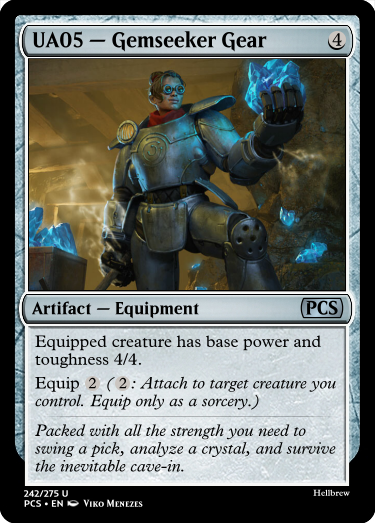 UA05 — Gemseeker Gear 4
Artifact — Equipment PCS
Equipped creature has base power and
toughness 4/4.
Equip 2 ( 2: Attach to target creature you
control. Equip only as a sorcery.)
Packed with all the strength you need to
swing a pick, analyze a crystal, and survive
the inevitable cave-in.
242/275 U Hellbrew
PCS • EN Viko Menezes